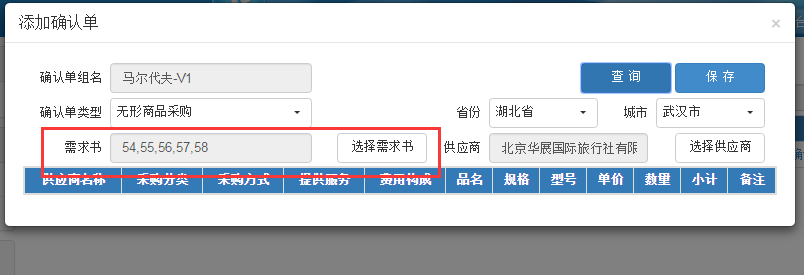 添加确认单 ×
确认单组名 马尔代夫-V1 查 询 保 存
确认单类型 无形商品采购 省份 湖北省 城市 武汉市
需求书 54,55,56,57,58 选择需求书 供应商 北京华展国际旅行社有限 选择供应商
供应商名称 采购分类 采购方式 提供服务 费用构成 品名 规格 型号 单价 数量 小计 备注